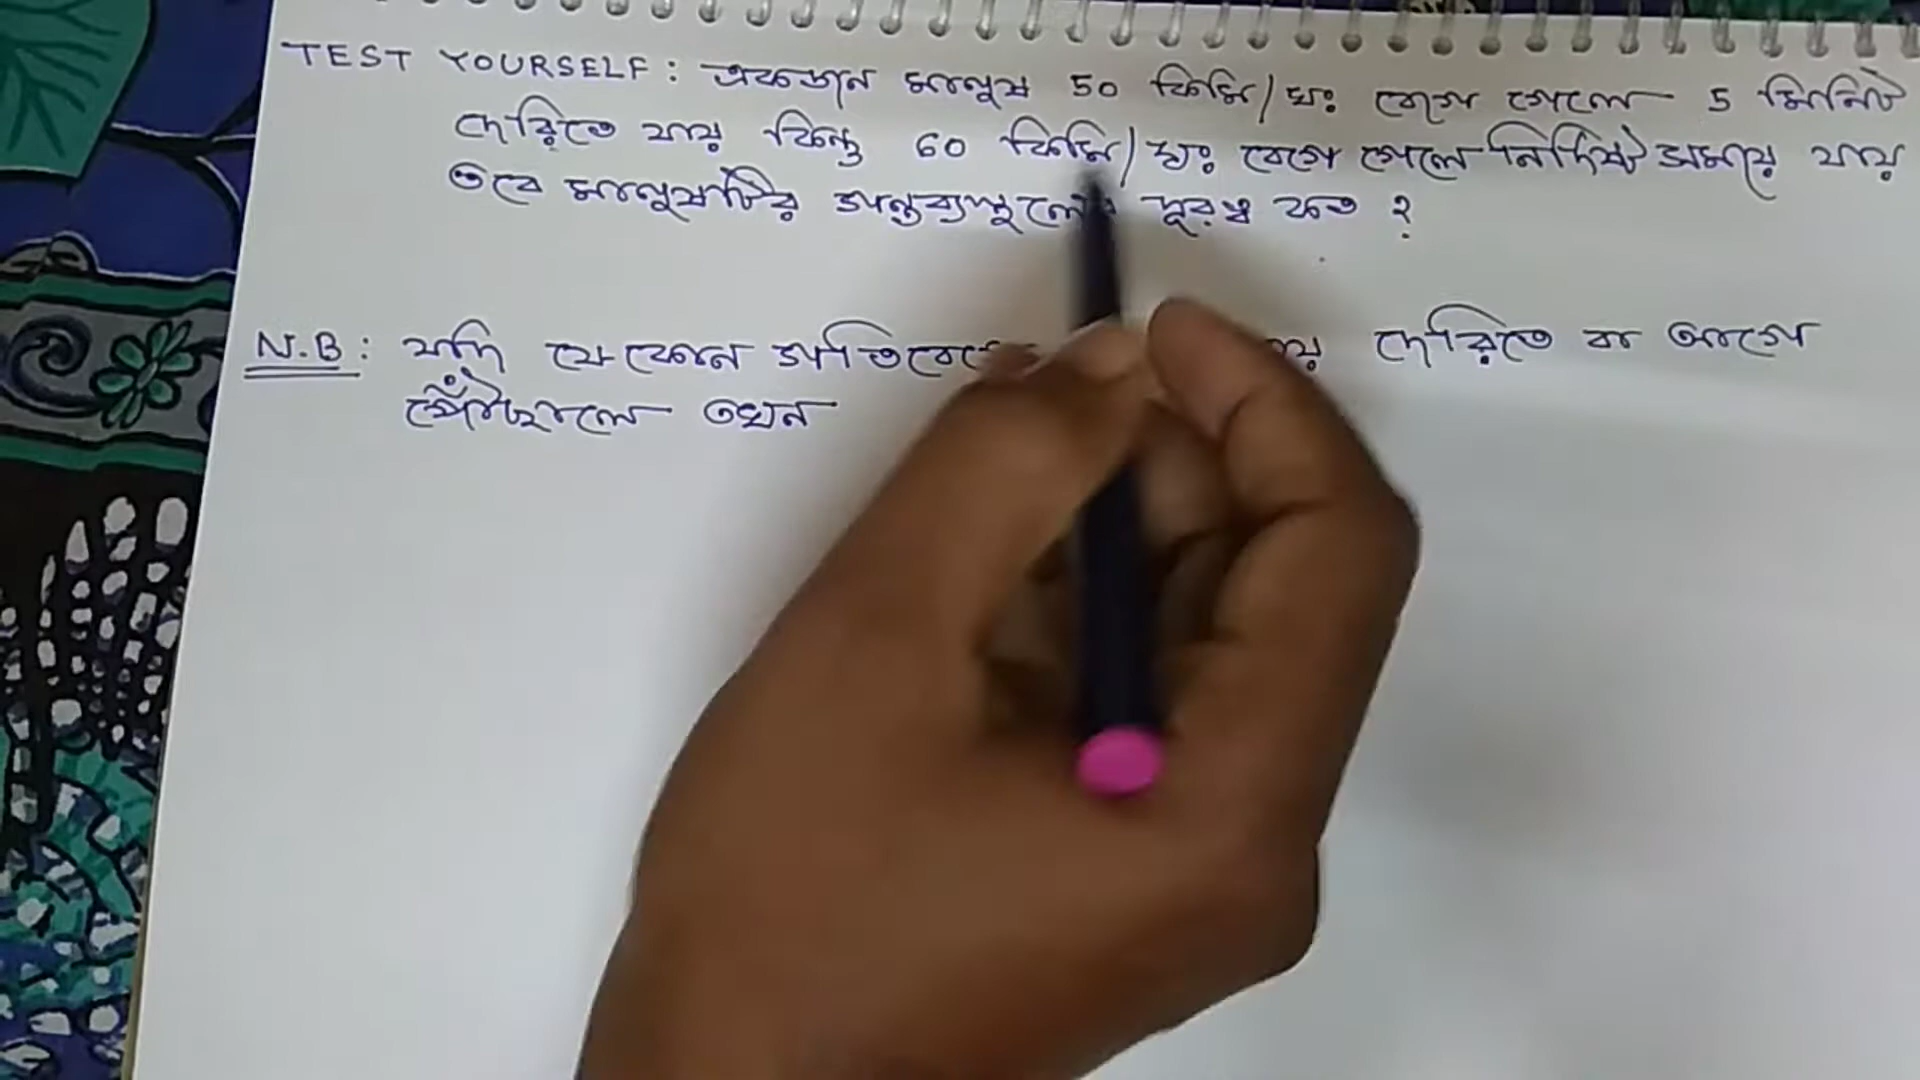 TEST YOURSELF: একজন মানুষ 50 কিমি/ঘঃ বেগে গেলে 5 মিনিট
দেরিতে যায় কিন্তু 60 কিমি/ঘঃ বেগে গেলে নির্দিষ্ট সময়ে যায়
তবে মানুষটির গন্তব্যস্থলের দূরত্ব কত ?
N.B: যদি যে কোন গতিবেগে দেরিতে বা আগে
পৌঁছালে তখন